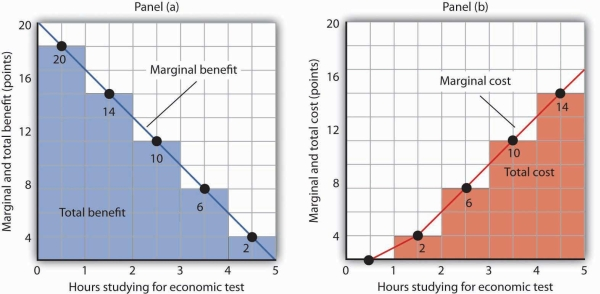 Panel (a)
Marginal and total benefit (points)
20
16
12
8
4
20
14
10
6
2
Marginal benefit
Total benefit
0 1 2 3 4 5
Hours studying for economic test
Panel (b)
Marginal and total cost (points)
20
16
12
8
4
Marginal cost
14
10
6
2
Total cost
0 1 2 3 4 5
Hours studying for economic test